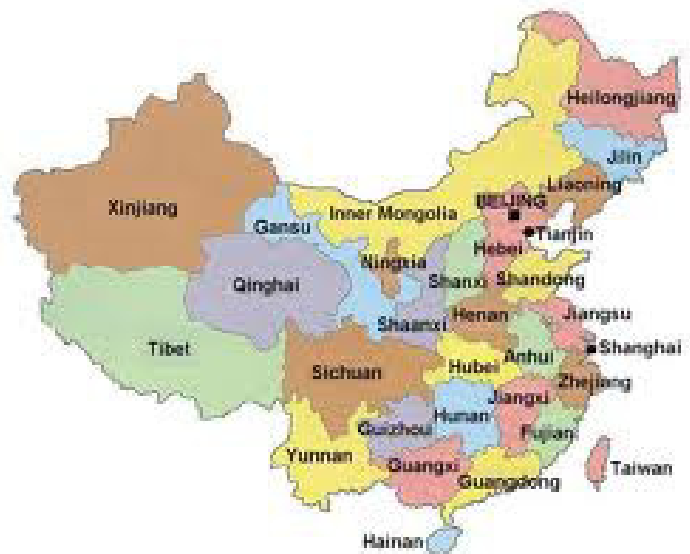 Heilongjiang
Jilin
Liaoning
BEIJING
Xinjiang
Inner Mongolia
Gansu
Tianjin
Hebei
Ningxia
Qinghai
Shanxi
Shandong
Shaanxi
Henan
Jiangsu
Tibet
Shanghai
Anhui
Sichuan
Hubei
Zhejiang
Jiangxi
Hunan
Guizhou
Fujian
Yunnan
Guangxi
Taiwan
Guangdong
Hainan